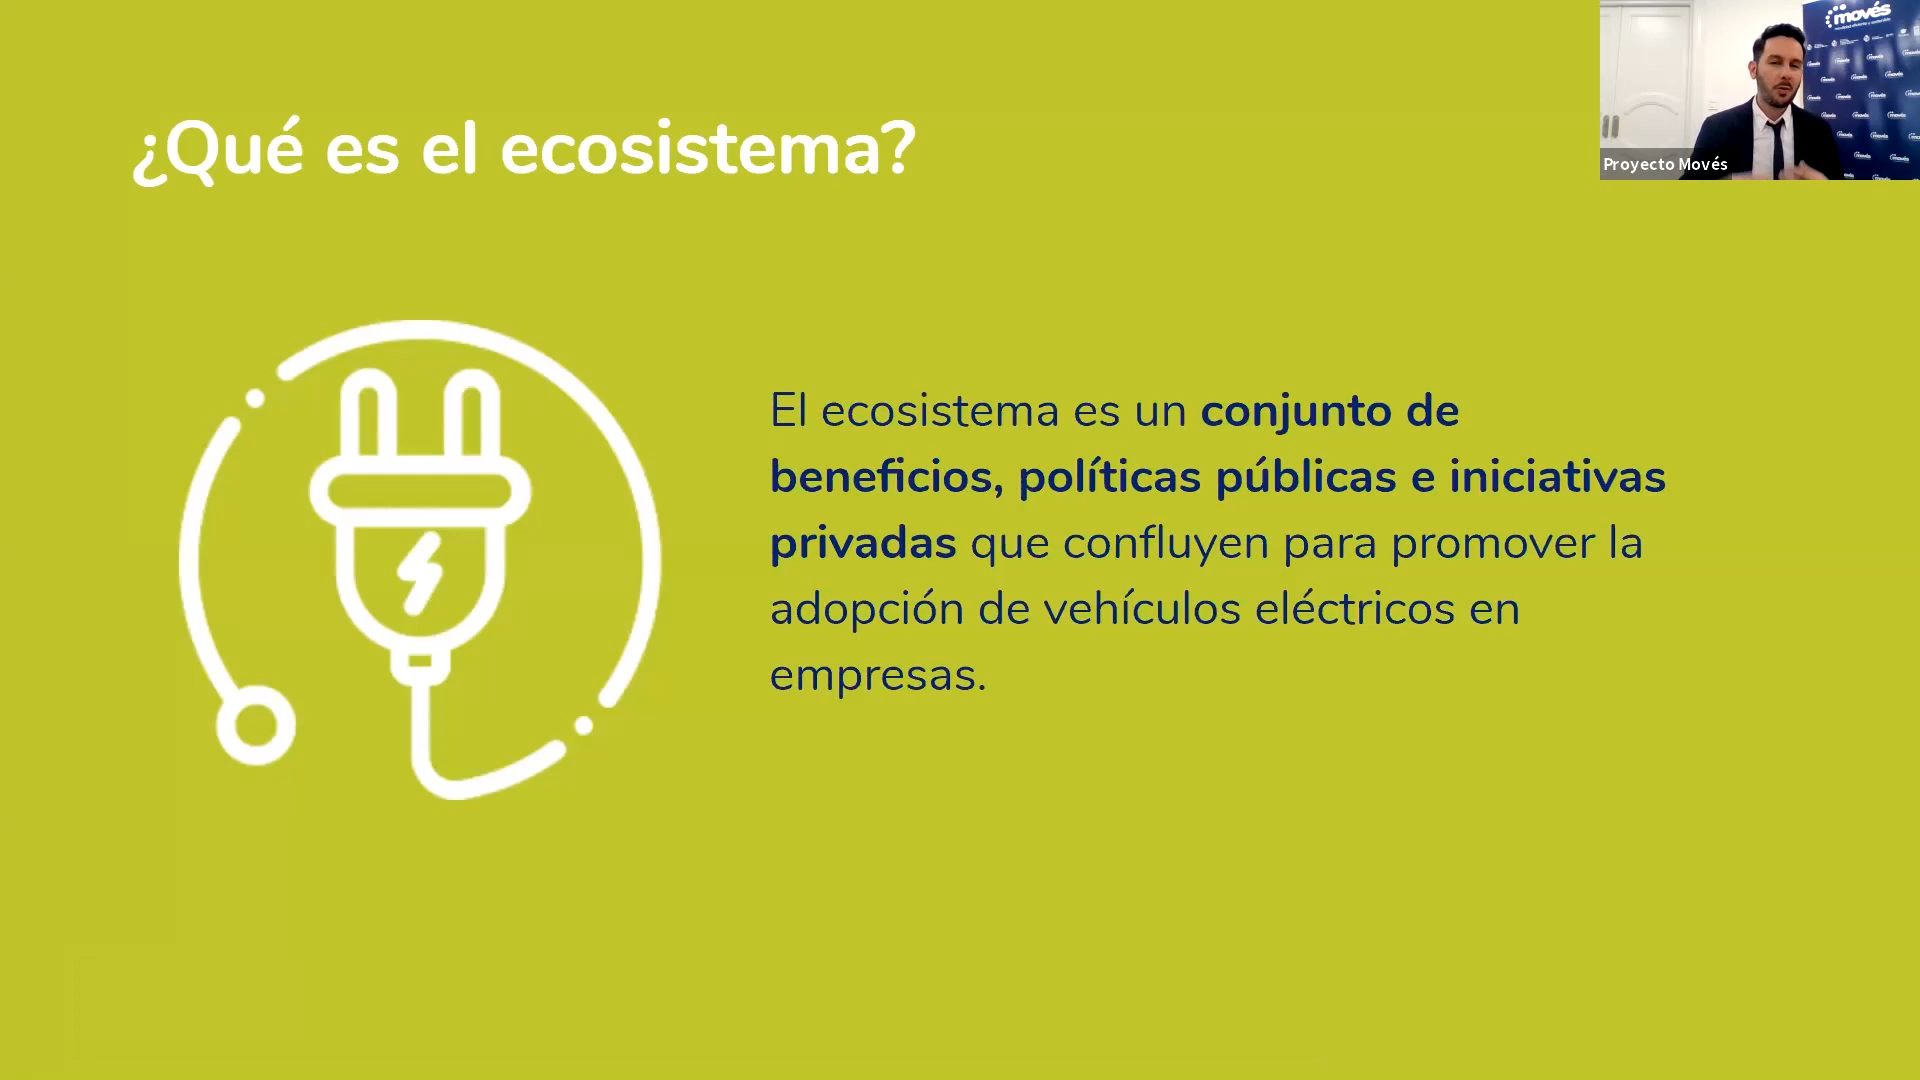 ¿Qué es el ecosistema?
El ecosistema es un conjunto de
beneficios, políticas públicas e iniciativas
privadas que confluyen para promover la
adopción de vehículos eléctricos en
empresas.
movés
Proyecto Movés